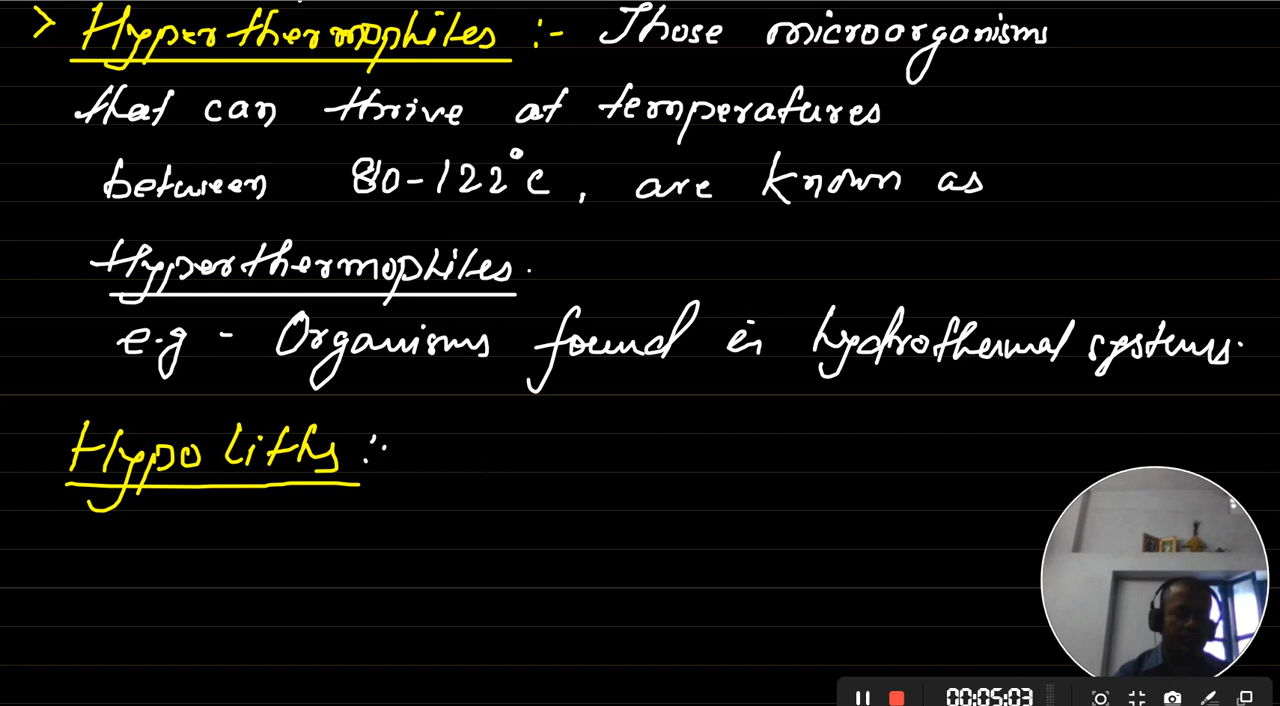 > Hyperthermophiles :- Those microorganisms
that can thrive at temperatures
between 80-122°C, are known as
Hyperthermophiles.
e.g - Organisms found in hydrothermal systems.
Hypoliths :-
00:05:03